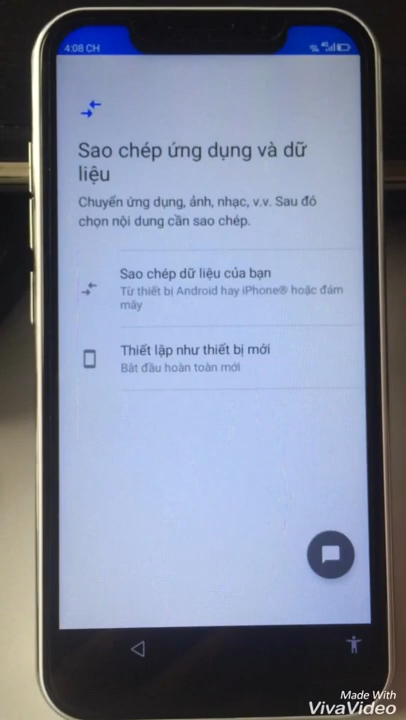 4:08 CH
Sao chép ứng dụng và dữ
liệu
Chuyển ứng dụng, ảnh, nhạc, v.v. Sau đó
chọn nội dung cần sao chép.
Sao chép dữ liệu của bạn
Từ thiết bị Android hay iPhone® hoặc đám
mây
Thiết lập như thiết bị mới
Bắt đầu hoàn toàn mới
Made With
VivaVideo